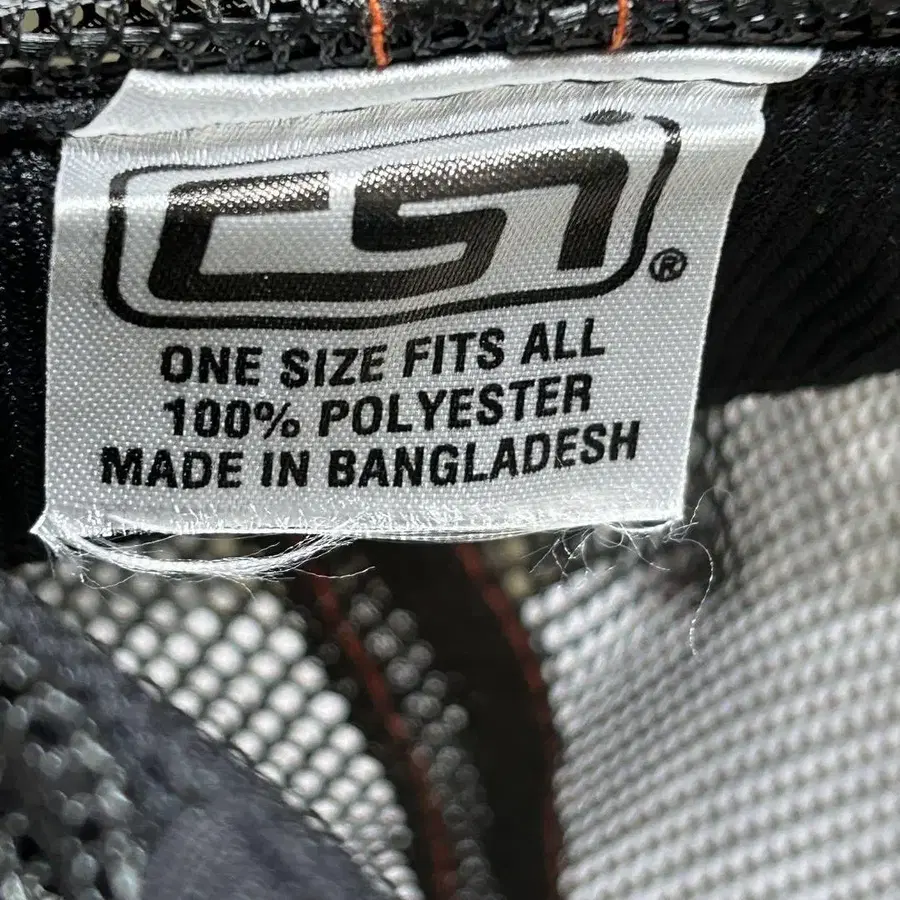 CSI®
ONE SIZE FITS ALL
100% POLYESTER
MADE IN BANGLADESH